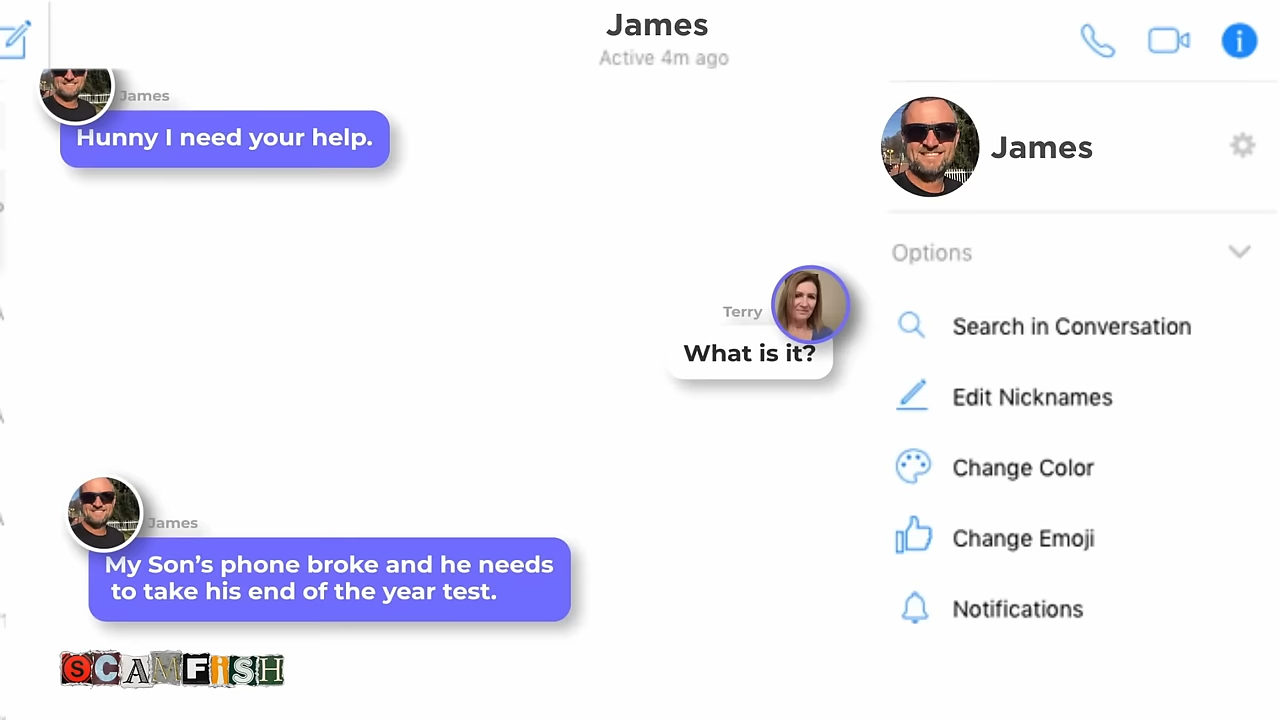 James
Active 4m ago
James
Hunny I need your help.
James
Options
Terry
What is it?
Search in Conversation
Edit Nicknames
Change Color
Change Emoji
James
My Son's phone broke and he needs
to take his end of the year test.
Notifications
SCAMFISH